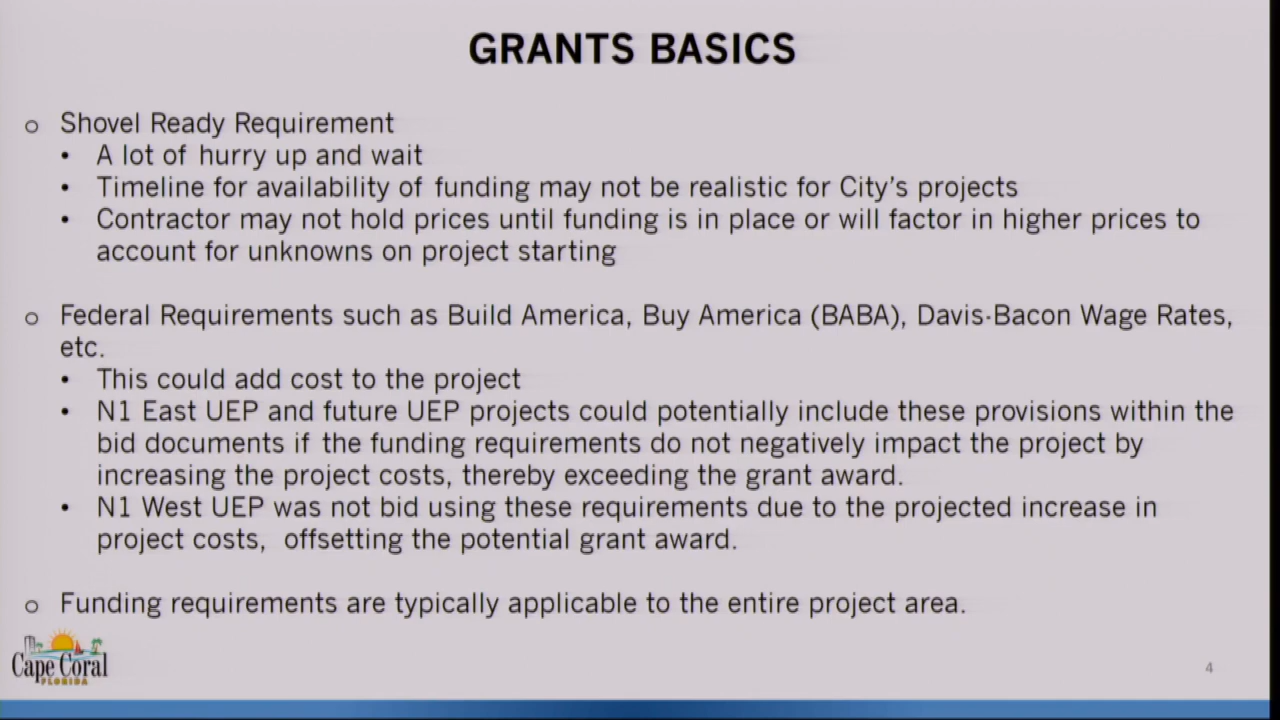 GRANTS BASICS
o Shovel Ready Requirement
• A lot of hurry up and wait
• Timeline for availability of funding may not be realistic for City's projects
• Contractor may not hold prices until funding is in place or will factor in higher prices to
account for unknowns on project starting
o Federal Requirements such as Build America, Buy America (BABA), Davis-Bacon Wage Rates,
etc.
• This could add cost to the project
• N1 East UEP and future UEP projects could potentially include these provisions within the
bid documents if the funding requirements do not negatively impact the project by
increasing the project costs, thereby exceeding the grant award.
• N1 West UEP was not bid using these requirements due to the projected increase in
project costs, offsetting the potential grant award.
o Funding requirements are typically applicable to the entire project area.
Cape Coral
FLORIDA
4